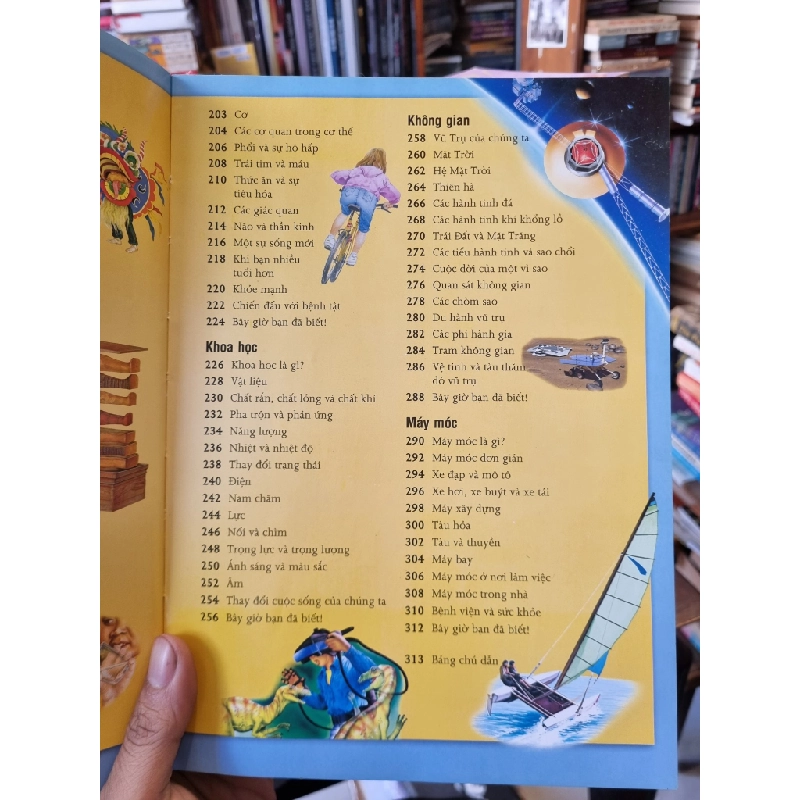 203 Cơ
204 Các cơ quan trong cơ thể
206 Phổi và sự hô hấp
208 Trái tim và máu
210 Thức ăn và sự
tiêu hóa
212 Các giác quan
214 Não và thần kinh
216 Một sự sống mới
218 Khi bạn nhiều
tuổi hơn
220 Khỏe mạnh
222 Chiến đấu với bệnh tật
224 Bây giờ bạn đã biết!
Khoa học
226 Khoa học là gì?
228 Vật liệu
230 Chất rắn, chất lỏng và chất khí
232 Pha trộn và phản ứng
234 Năng lượng
236 Nhiệt và nhiệt độ
238 Thay đổi trạng thái
240 Điện
242 Nam châm
244 Lực
246 Nổi và chìm
248 Trọng lực và trọng lượng
250 Ánh sáng và màu sắc
252 Âm
254 Thay đổi cuộc sống của chúng ta
256 Bây giờ bạn đã biết!
Không gian
258 Vũ Trụ của chúng ta
260 Mặt Trời
262 Hệ Mặt Trời
264 Thiên hà
266 Các hành tinh đá
268 Các hành tinh khí khổng lồ
270 Trái Đất và Mặt Trăng
272 Các tiểu hành tinh và sao chổi
274 Cuộc đời của một vì sao
276 Quan sát không gian
278 Các chòm sao
280 Du hành vũ trụ
282 Các phi hành gia
284 Trạm không gian
286 Vệ tinh và tàu thăm
dò vũ trụ
288 Bây giờ bạn đã biết!
Máy móc
290 Máy móc là gì?
292 Máy móc đơn giản
294 Xe đạp và mô tô
296 Xe hơi, xe buýt và xe tải
298 Máy xây dựng
300 Tàu hỏa
302 Tàu và thuyền
304 Máy bay
306 Máy móc ở nơi làm việc
308 Máy móc trong nhà
310 Bệnh viện và sức khỏe
312 Bây giờ bạn đã biết!
313 Bảng chú dẫn